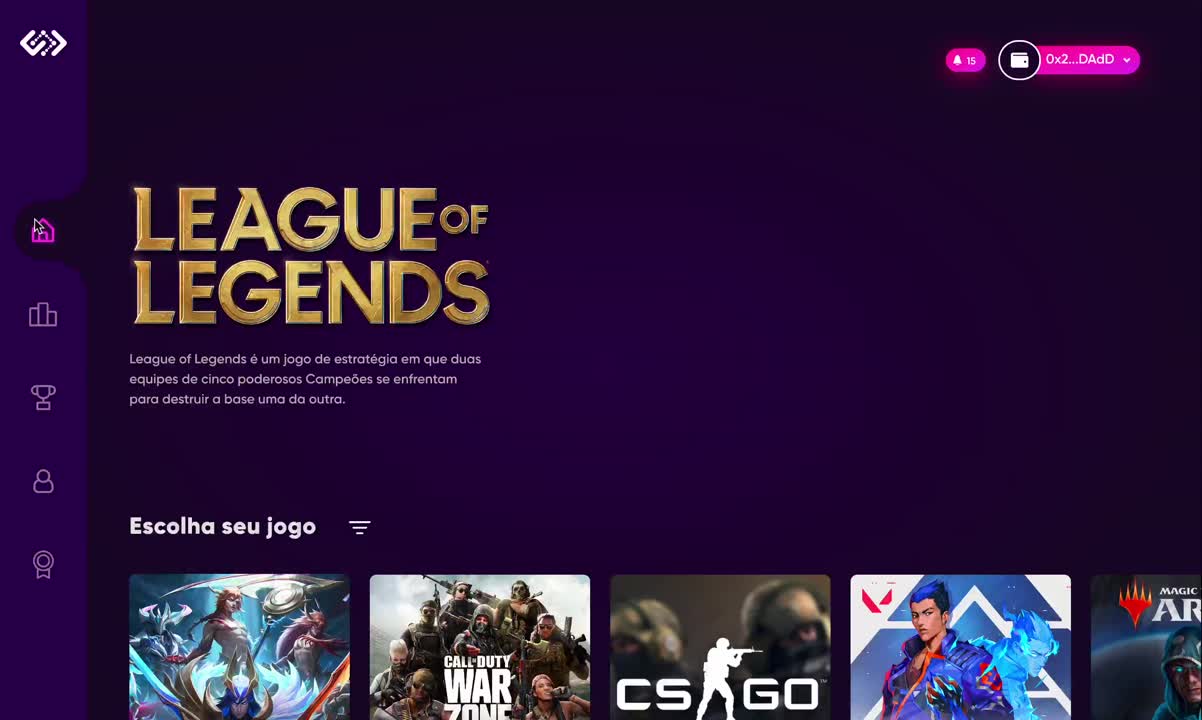 15
0x2...DAdD
LEAGUE OF
LEGENDS
League of Legends é um jogo de estratégia em que duas
equipes de cinco poderosos Campeões se enfrentam
para destruir a base uma da outra.
Escolha seu jogo
CALL OF DUTY
WAR
ZONE
CS GO
MAGIC
AR